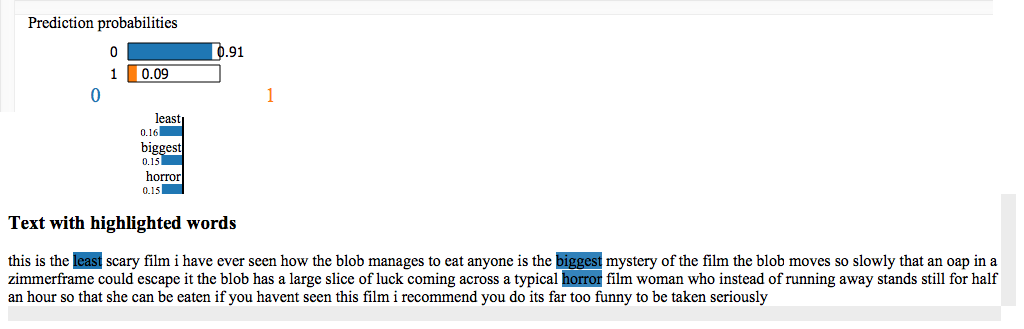 Prediction probabilities
0 0.91
1 0.09
0 1
least
0.16
biggest
0.15
horror
0.15
Text with highlighted words
this is the least scary film i have ever seen how the blob manages to eat anyone is the biggest mystery of the film the blob moves so slowly that an oap in a
zimmerframe could escape it the blob has a large slice of luck coming across a typical horror film woman who instead of running away stands still for half
an hour so that she can be eaten if you havent seen this film i recommend you do its far too funny to be taken seriously